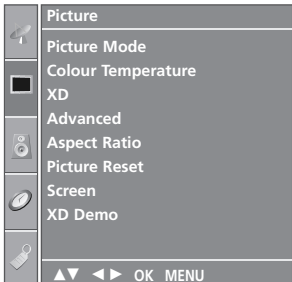 Picture
Picture Mode
Colour Temperature
XD
Advanced
Aspect Ratio
Picture Reset
Screen
XD Demo
▲▼ ◄► OK MENU